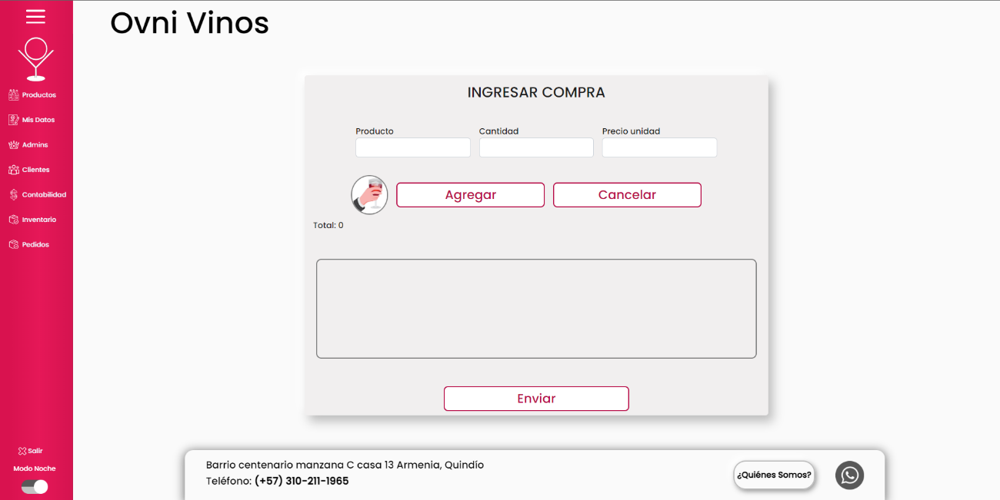 Ovni Vinos
Productos
Mis Datos
Admins
Clientes
Contabilidad
Inventario
Pedidos
Salir
Modo Noche
INGRESAR COMPRA
Producto Cantidad Precio unidad
Agregar Cancelar
Total: 0
Enviar
Barrio centenario manzana C casa 13 Armenia, Quindío
Teléfono: (+57) 310-211-1965
¿Quiénes Somos?